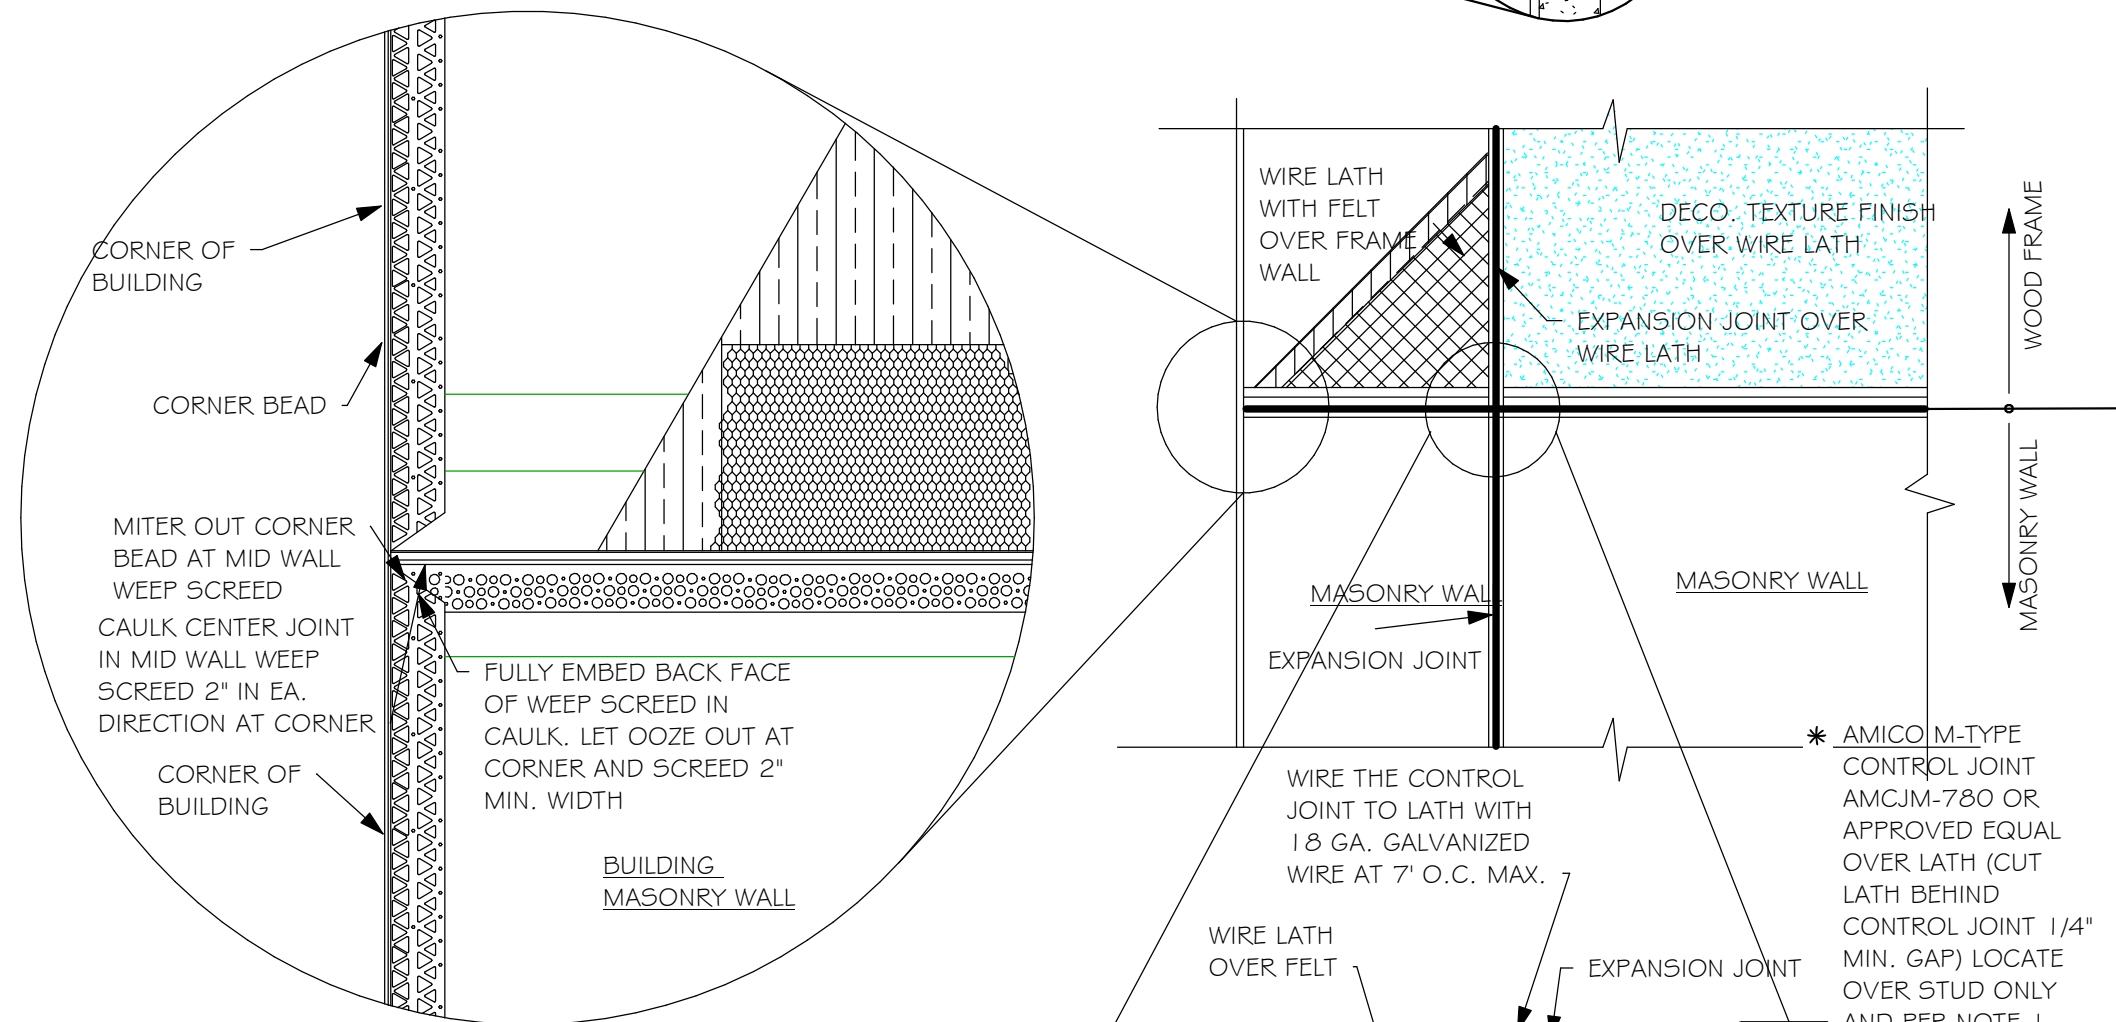 CORNER OF
BUILDING
CORNER BEAD
MITER OUT CORNER
BEAD AT MID WALL
WEEP SCREED
CAULK CENTER JOINT
IN MID WALL WEEP
SCREED 2" IN EA.
DIRECTION AT CORNER
CORNER OF
BUILDING
FULLY EMBED BACK FACE
OF WEEP SCREED IN
CAULK. LET OOZE OUT AT
CORNER AND SCREED 2"
MIN. WIDTH
BUILDING
MASONRY WALL
WIRE LATH
WITH FELT
OVER FRAME
WALL
DECO. TEXTURE FINISH
OVER WIRE LATH
EXPANSION JOINT OVER
WIRE LATH
WOOD FRAME
MASONRY WALL
MASONRY WALL
EXPANSION JOINT
MASONRY WALL
WIRE THE CONTROL
JOINT TO LATH WITH
18 GA. GALVANIZED
WIRE AT 7' O.C. MAX.
WIRE LATH
OVER FELT
EXPANSION JOINT
* AMICO M-TYPE
CONTROL JOINT
AMCJM-780 OR
APPROVED EQUAL
OVER LATH (CUT
LATH BEHIND
CONTROL JOINT 1/4"
MIN. GAP) LOCATE
OVER STUD ONLY
AND PER NOTE 1